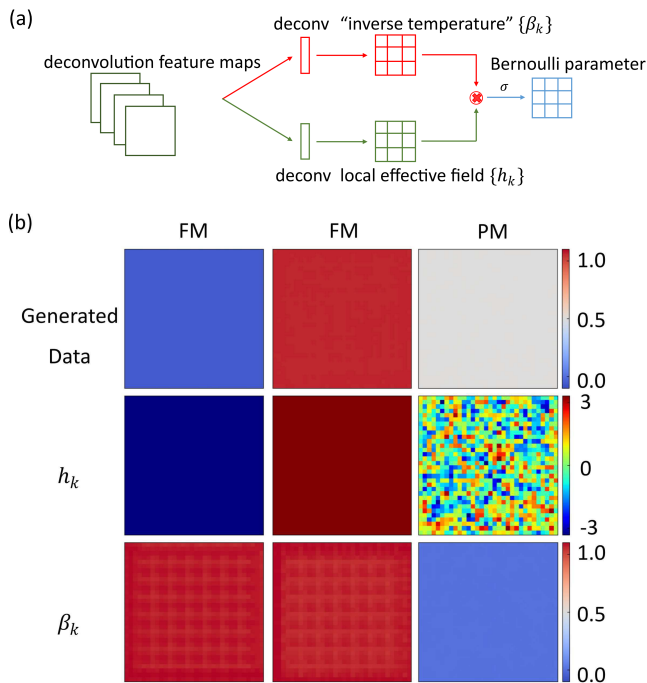 (a)
deconv “inverse temperature” {βₖ}
deconvolution feature maps
Bernoulli parameter
σ
deconv local effective field {hₖ}
(b)
FM FM PM
Generated
Data
1.0
0.5
0.0
hₖ
3
0
-3
βₖ
1.0
0.5
0.0